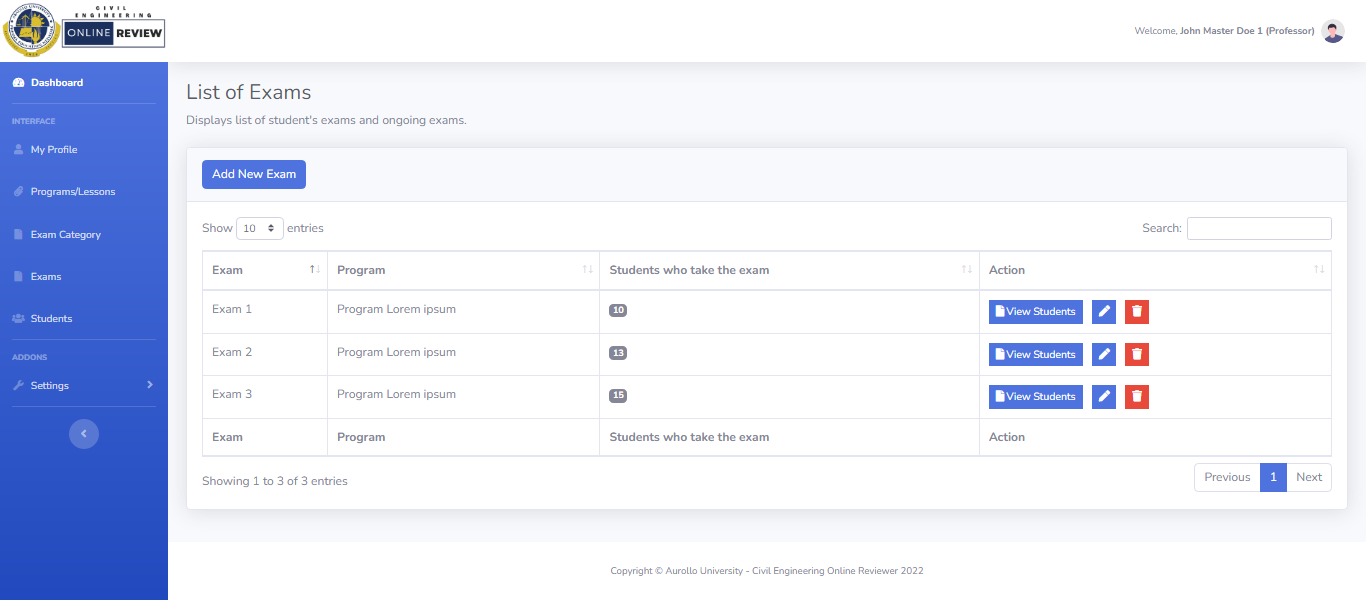 CIVIL
ENGINEERING
ONLINE REVIEW
Welcome, John Master Doe 1 (Professor)
Dashboard
INTERFACE
My Profile
Programs/Lessons
Exam Category
Exams
Students
ADDONS
Settings
List of Exams
Displays list of student's exams and ongoing exams.
Add New Exam
Show 10 entries
Search:
Exam Program Students who take the exam Action
Exam 1 Program Lorem ipsum 10 View Students
Exam 2 Program Lorem ipsum 13 View Students
Exam 3 Program Lorem ipsum 15 View Students
Exam Program Students who take the exam Action
Showing 1 to 3 of 3 entries
Previous 1 Next
Copyright © Aurollo University - Civil Engineering Online Reviewer 2022